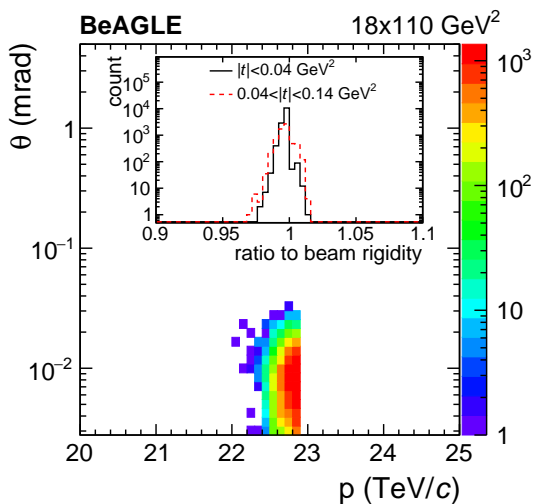 BeAGLE 18x110 GeV²
θ (mrad)
1
10⁻¹
10⁻²
count
10⁵
10⁴
10³
10²
10
1
|t|<0.04 GeV²
0.04<|t|<0.14 GeV²
0.9 0.95 1 1.05 1.1
ratio to beam rigidity
10³
10²
10
1
20 21 22 23 24 25
p (TeV/c)